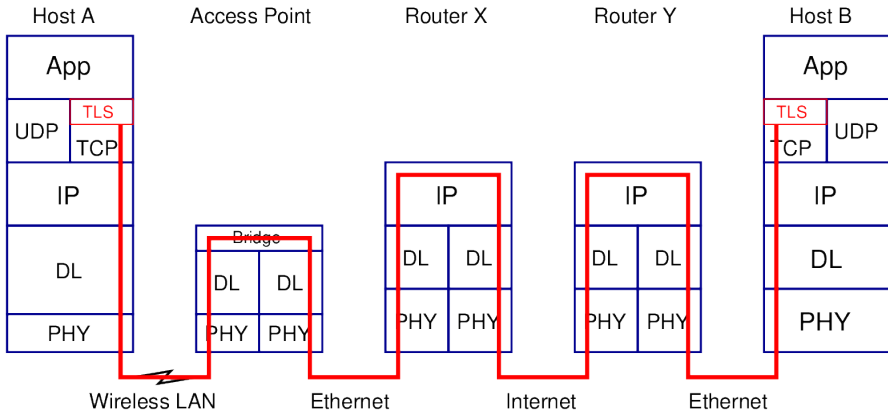 Host A Access Point Router X Router Y Host B
App App
TLS TLS
UDP TCP TCP UDP
IP IP IP IP
Bridge
DL DL DL DL DL DL DL DL
PHY PHY PHY PHY PHY PHY PHY PHY
Wireless LAN Ethernet Internet Ethernet